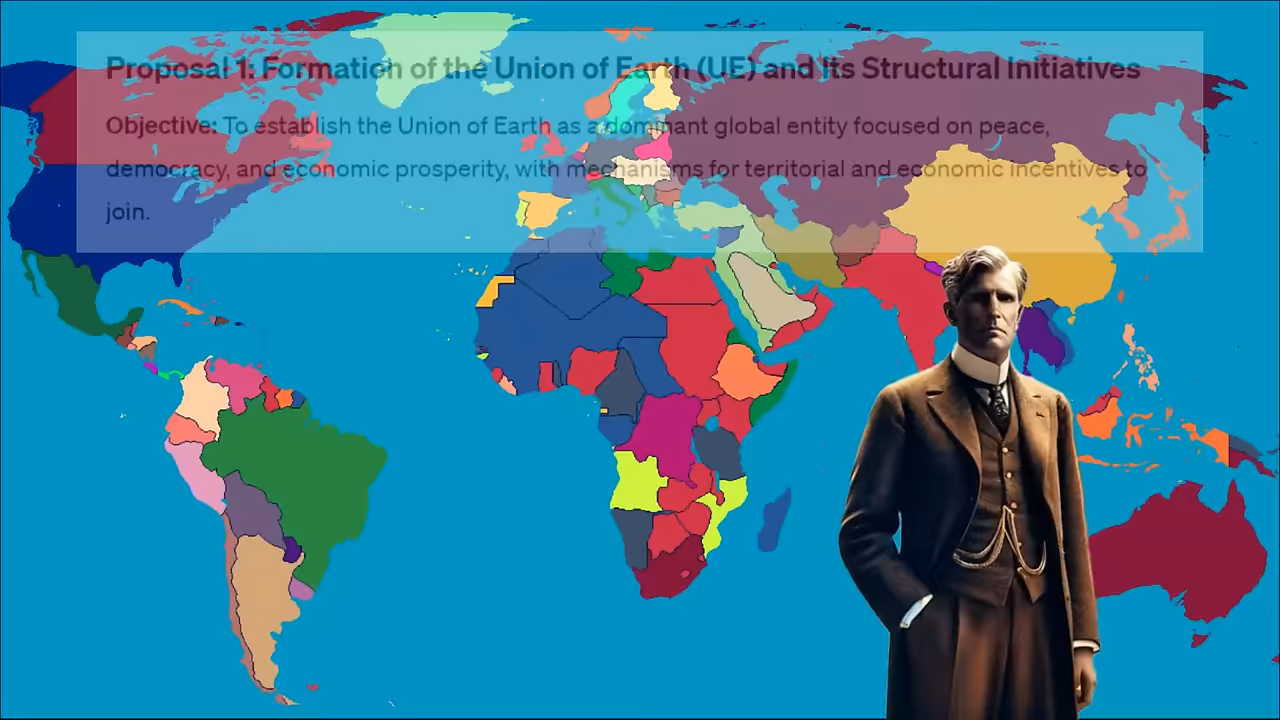 Proposal 1: Formation of the Union of Earth (UE) and Its Structural Initiatives
Objective: To establish the Union of Earth as a dominant global entity focused on peace,
democracy, and economic prosperity, with mechanisms for territorial and economic incentives to
join.